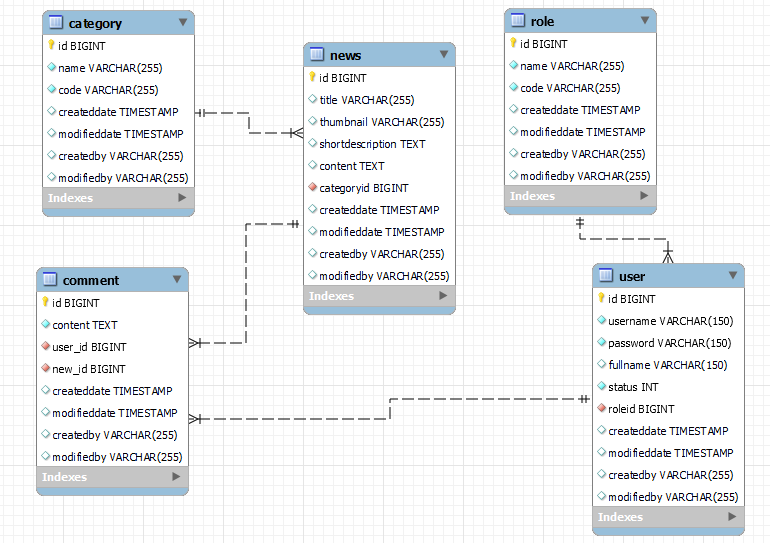 category
id BIGINT
name VARCHAR(255)
code VARCHAR(255)
createddate TIMESTAMP
modifieddate TIMESTAMP
createdby VARCHAR(255)
modifiedby VARCHAR(255)
Indexes
news
id BIGINT
title VARCHAR(255)
thumbnail VARCHAR(255)
shortdescription TEXT
content TEXT
categoryid BIGINT
createddate TIMESTAMP
modifieddate TIMESTAMP
createdby VARCHAR(255)
modifiedby VARCHAR(255)
Indexes
role
id BIGINT
name VARCHAR(255)
code VARCHAR(255)
createddate TIMESTAMP
modifieddate TIMESTAMP
createdby VARCHAR(255)
modifiedby VARCHAR(255)
Indexes
comment
id BIGINT
content TEXT
user_id BIGINT
new_id BIGINT
createddate TIMESTAMP
modifieddate TIMESTAMP
createdby VARCHAR(255)
modifiedby VARCHAR(255)
Indexes
user
id BIGINT
username VARCHAR(150)
password VARCHAR(150)
fullname VARCHAR(150)
status INT
roleid BIGINT
createddate TIMESTAMP
modifieddate TIMESTAMP
createdby VARCHAR(255)
modifiedby VARCHAR(255)
Indexes